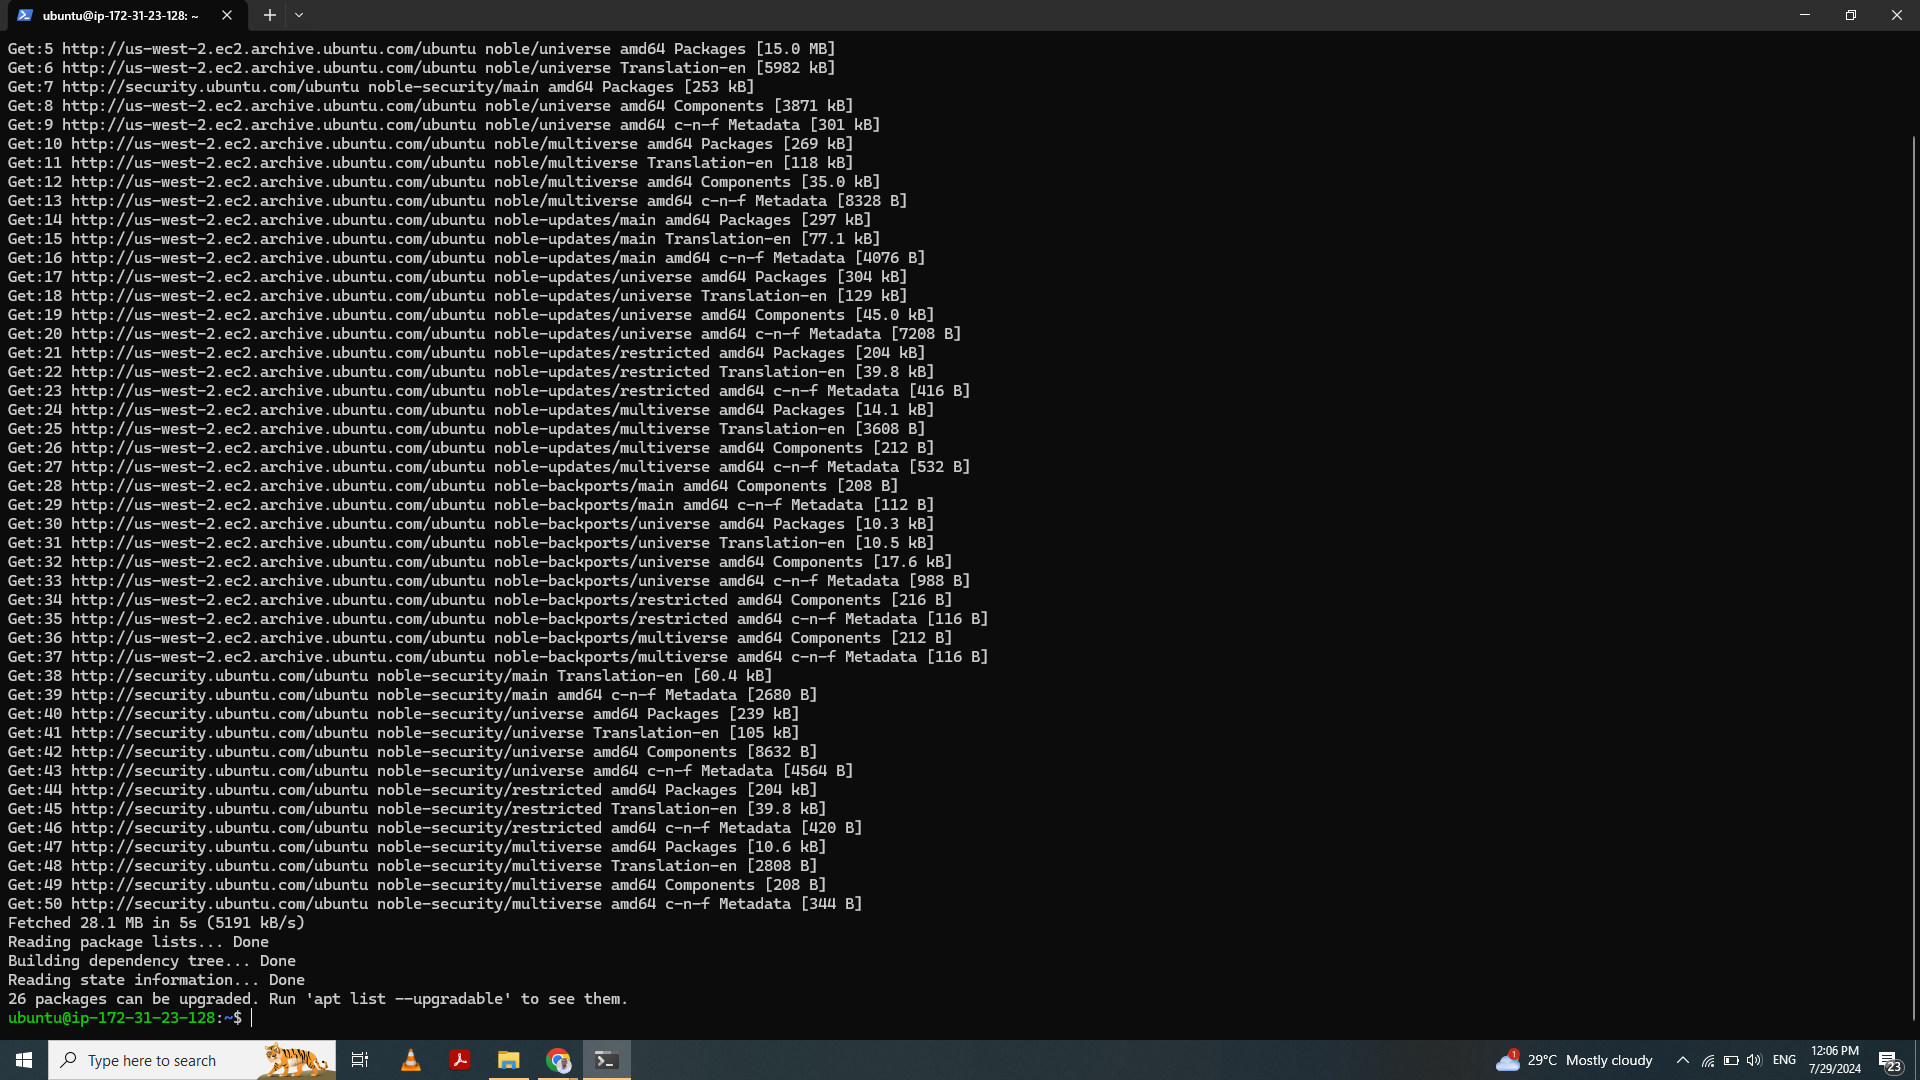 ubuntu@ip-172-31-23-128: ~
Get:5 http://us-west-2.ec2.archive.ubuntu.com/ubuntu noble/universe amd64 Packages [15.0 MB]
Get:6 http://us-west-2.ec2.archive.ubuntu.com/ubuntu noble/universe Translation-en [5982 kB]
Get:7 http://security.ubuntu.com/ubuntu noble-security/main amd64 Packages [253 kB]
Get:8 http://us-west-2.ec2.archive.ubuntu.com/ubuntu noble/universe amd64 Components [3871 kB]
Get:9 http://us-west-2.ec2.archive.ubuntu.com/ubuntu noble/universe amd64 c-n-f Metadata [301 kB]
Get:10 http://us-west-2.ec2.archive.ubuntu.com/ubuntu noble/multiverse amd64 Packages [269 kB]
Get:11 http://us-west-2.ec2.archive.ubuntu.com/ubuntu noble/multiverse Translation-en [118 kB]
Get:12 http://us-west-2.ec2.archive.ubuntu.com/ubuntu noble/multiverse amd64 Components [35.0 kB]
Get:13 http://us-west-2.ec2.archive.ubuntu.com/ubuntu noble/multiverse amd64 c-n-f Metadata [8328 B]
Get:14 http://us-west-2.ec2.archive.ubuntu.com/ubuntu noble-updates/main amd64 Packages [297 kB]
Get:15 http://us-west-2.ec2.archive.ubuntu.com/ubuntu noble-updates/main Translation-en [77.1 kB]
Get:16 http://us-west-2.ec2.archive.ubuntu.com/ubuntu noble-updates/main amd64 c-n-f Metadata [4076 B]
Get:17 http://us-west-2.ec2.archive.ubuntu.com/ubuntu noble-updates/universe amd64 Packages [304 kB]
Get:18 http://us-west-2.ec2.archive.ubuntu.com/ubuntu noble-updates/universe Translation-en [129 kB]
Get:19 http://us-west-2.ec2.archive.ubuntu.com/ubuntu noble-updates/universe amd64 Components [45.0 kB]
Get:20 http://us-west-2.ec2.archive.ubuntu.com/ubuntu noble-updates/universe amd64 c-n-f Metadata [7208 B]
Get:21 http://us-west-2.ec2.archive.ubuntu.com/ubuntu noble-updates/restricted amd64 Packages [204 kB]
Get:22 http://us-west-2.ec2.archive.ubuntu.com/ubuntu noble-updates/restricted Translation-en [39.8 kB]
Get:23 http://us-west-2.ec2.archive.ubuntu.com/ubuntu noble-updates/restricted amd64 c-n-f Metadata [416 B]
Get:24 http://us-west-2.ec2.archive.ubuntu.com/ubuntu noble-updates/multiverse amd64 Packages [14.1 kB]
Get:25 http://us-west-2.ec2.archive.ubuntu.com/ubuntu noble-updates/multiverse Translation-en [3608 B]
Get:26 http://us-west-2.ec2.archive.ubuntu.com/ubuntu noble-updates/multiverse amd64 Components [212 B]
Get:27 http://us-west-2.ec2.archive.ubuntu.com/ubuntu noble-updates/multiverse amd64 c-n-f Metadata [532 B]
Get:28 http://us-west-2.ec2.archive.ubuntu.com/ubuntu noble-backports/main amd64 Components [208 B]
Get:29 http://us-west-2.ec2.archive.ubuntu.com/ubuntu noble-backports/main amd64 c-n-f Metadata [112 B]
Get:30 http://us-west-2.ec2.archive.ubuntu.com/ubuntu noble-backports/universe amd64 Packages [10.3 kB]
Get:31 http://us-west-2.ec2.archive.ubuntu.com/ubuntu noble-backports/universe Translation-en [10.5 kB]
Get:32 http://us-west-2.ec2.archive.ubuntu.com/ubuntu noble-backports/universe amd64 Components [17.6 kB]
Get:33 http://us-west-2.ec2.archive.ubuntu.com/ubuntu noble-backports/universe amd64 c-n-f Metadata [988 B]
Get:34 http://us-west-2.ec2.archive.ubuntu.com/ubuntu noble-backports/restricted amd64 Components [216 B]
Get:35 http://us-west-2.ec2.archive.ubuntu.com/ubuntu noble-backports/restricted amd64 c-n-f Metadata [116 B]
Get:36 http://us-west-2.ec2.archive.ubuntu.com/ubuntu noble-backports/multiverse amd64 Components [212 B]
Get:37 http://us-west-2.ec2.archive.ubuntu.com/ubuntu noble-backports/multiverse amd64 c-n-f Metadata [116 B]
Get:38 http://security.ubuntu.com/ubuntu noble-security/main Translation-en [60.4 kB]
Get:39 http://security.ubuntu.com/ubuntu noble-security/main amd64 c-n-f Metadata [2680 B]
Get:40 http://security.ubuntu.com/ubuntu noble-security/universe amd64 Packages [239 kB]
Get:41 http://security.ubuntu.com/ubuntu noble-security/universe Translation-en [105 kB]
Get:42 http://security.ubuntu.com/ubuntu noble-security/universe amd64 Components [8632 B]
Get:43 http://security.ubuntu.com/ubuntu noble-security/universe amd64 c-n-f Metadata [4564 B]
Get:44 http://security.ubuntu.com/ubuntu noble-security/restricted amd64 Packages [204 kB]
Get:45 http://security.ubuntu.com/ubuntu noble-security/restricted Translation-en [39.8 kB]
Get:46 http://security.ubuntu.com/ubuntu noble-security/restricted amd64 c-n-f Metadata [420 B]
Get:47 http://security.ubuntu.com/ubuntu noble-security/multiverse amd64 Packages [10.6 kB]
Get:48 http://security.ubuntu.com/ubuntu noble-security/multiverse Translation-en [2808 B]
Get:49 http://security.ubuntu.com/ubuntu noble-security/multiverse amd64 Components [208 B]
Get:50 http://security.ubuntu.com/ubuntu noble-security/multiverse amd64 c-n-f Metadata [344 B]
Fetched 28.1 MB in 5s (5191 kB/s)
Reading package lists... Done
Building dependency tree... Done
Reading state information... Done
26 packages can be upgraded. Run 'apt list --upgradable' to see them.
ubuntu@ip-172-31-23-128:~$
Type here to search
1
29°C Mostly cloudy
ENG
12:06 PM
7/29/2024
23